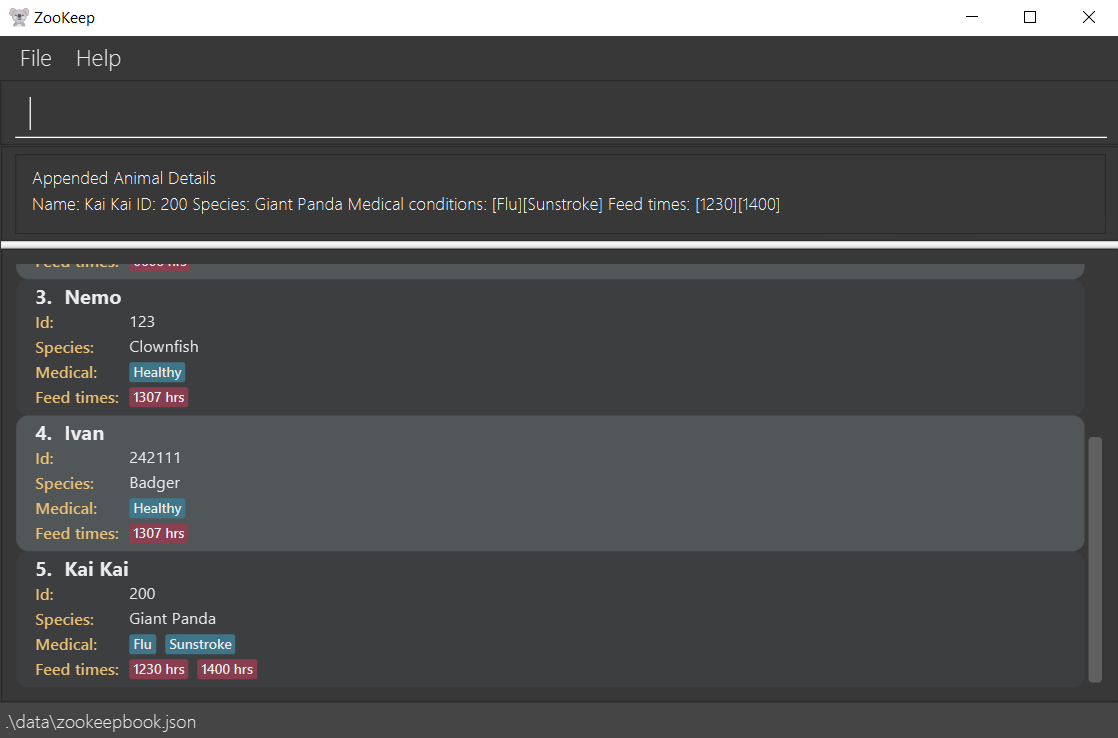 ZooKeep
File Help
Appended Animal Details
Name: Kai Kai ID: 200 Species: Giant Panda Medical conditions: [Flu][Sunstroke] Feed times: [1230][1400]
Feed times:
3. Nemo
Id: 123
Species: Clownfish
Medical: Healthy
Feed times: 1307 hrs
4. Ivan
Id: 242111
Species: Badger
Medical: Healthy
Feed times: 1307 hrs
5. Kai Kai
Id: 200
Species: Giant Panda
Medical: Flu Sunstroke
Feed times: 1230 hrs 1400 hrs
.\data\zookeepbook.json